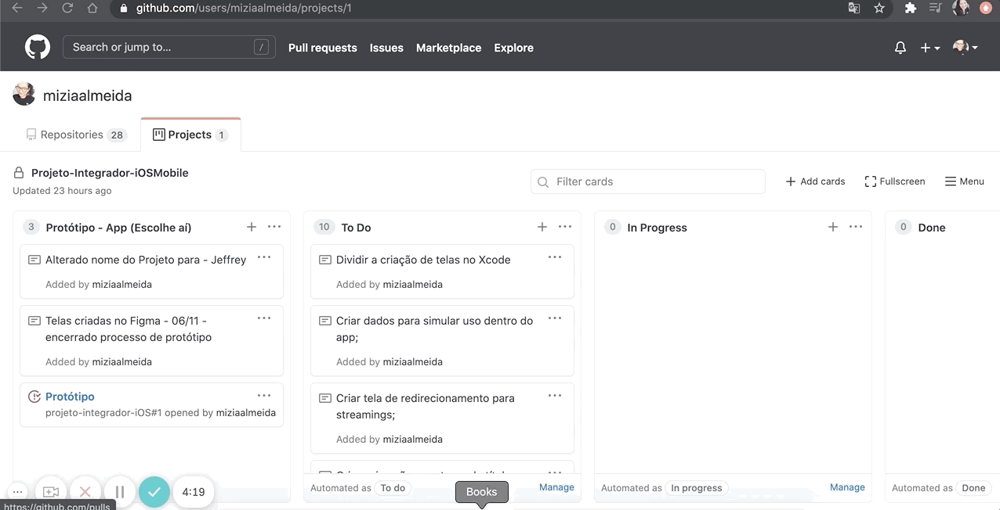 github.com/users/miziaalmeida/projects/1
Search or jump to... /
Pull requests Issues Marketplace Explore
miziaalmeida
Repositories 28
Projects 1
Projeto-Integrador-iOSMobile
Updated 23 hours ago
Filter cards
Add cards
Fullscreen
Menu
3 Protótipo - App (Escolhe aí)
Alterado nome do Projeto para - Jeffrey
Added by miziaalmeida
Telas criadas no Figma - 06/11 -
encerrado processo de protótipo
Added by miziaalmeida
Protótipo
projeto-integrador-iOS#1 opened by miziaalmeida
10 To Do
Dividir a criação de telas no Xcode
Added by miziaalmeida
Criar dados para simular uso dentro do
app;
Added by miziaalmeida
Criar tela de redirecionamento para
streamings;
Added by miziaalmeida
Automated as To do
Manage
0 In Progress
Automated as In progress
Manage
0 Done
Automated as Done
4:19
Books
https://github.com/pulls